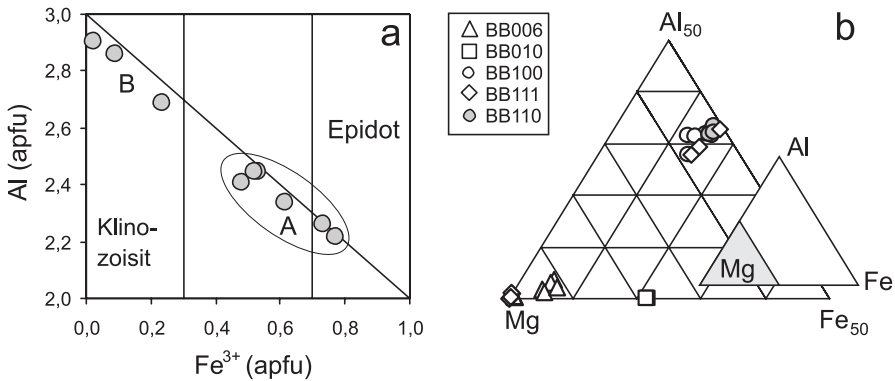 a
3,0
2,8
2,6
2,4
2,2
2,0
Al (apfu)
B
A
Klino-
zoisit
Epidot
0,0 0,2 0,4 0,6 0,8 1,0
Fe³⁺ (apfu)
b
BB006
BB010
BB100
BB111
BB110
Al₅₀
Mg
Fe₅₀
Al
Mg
Fe